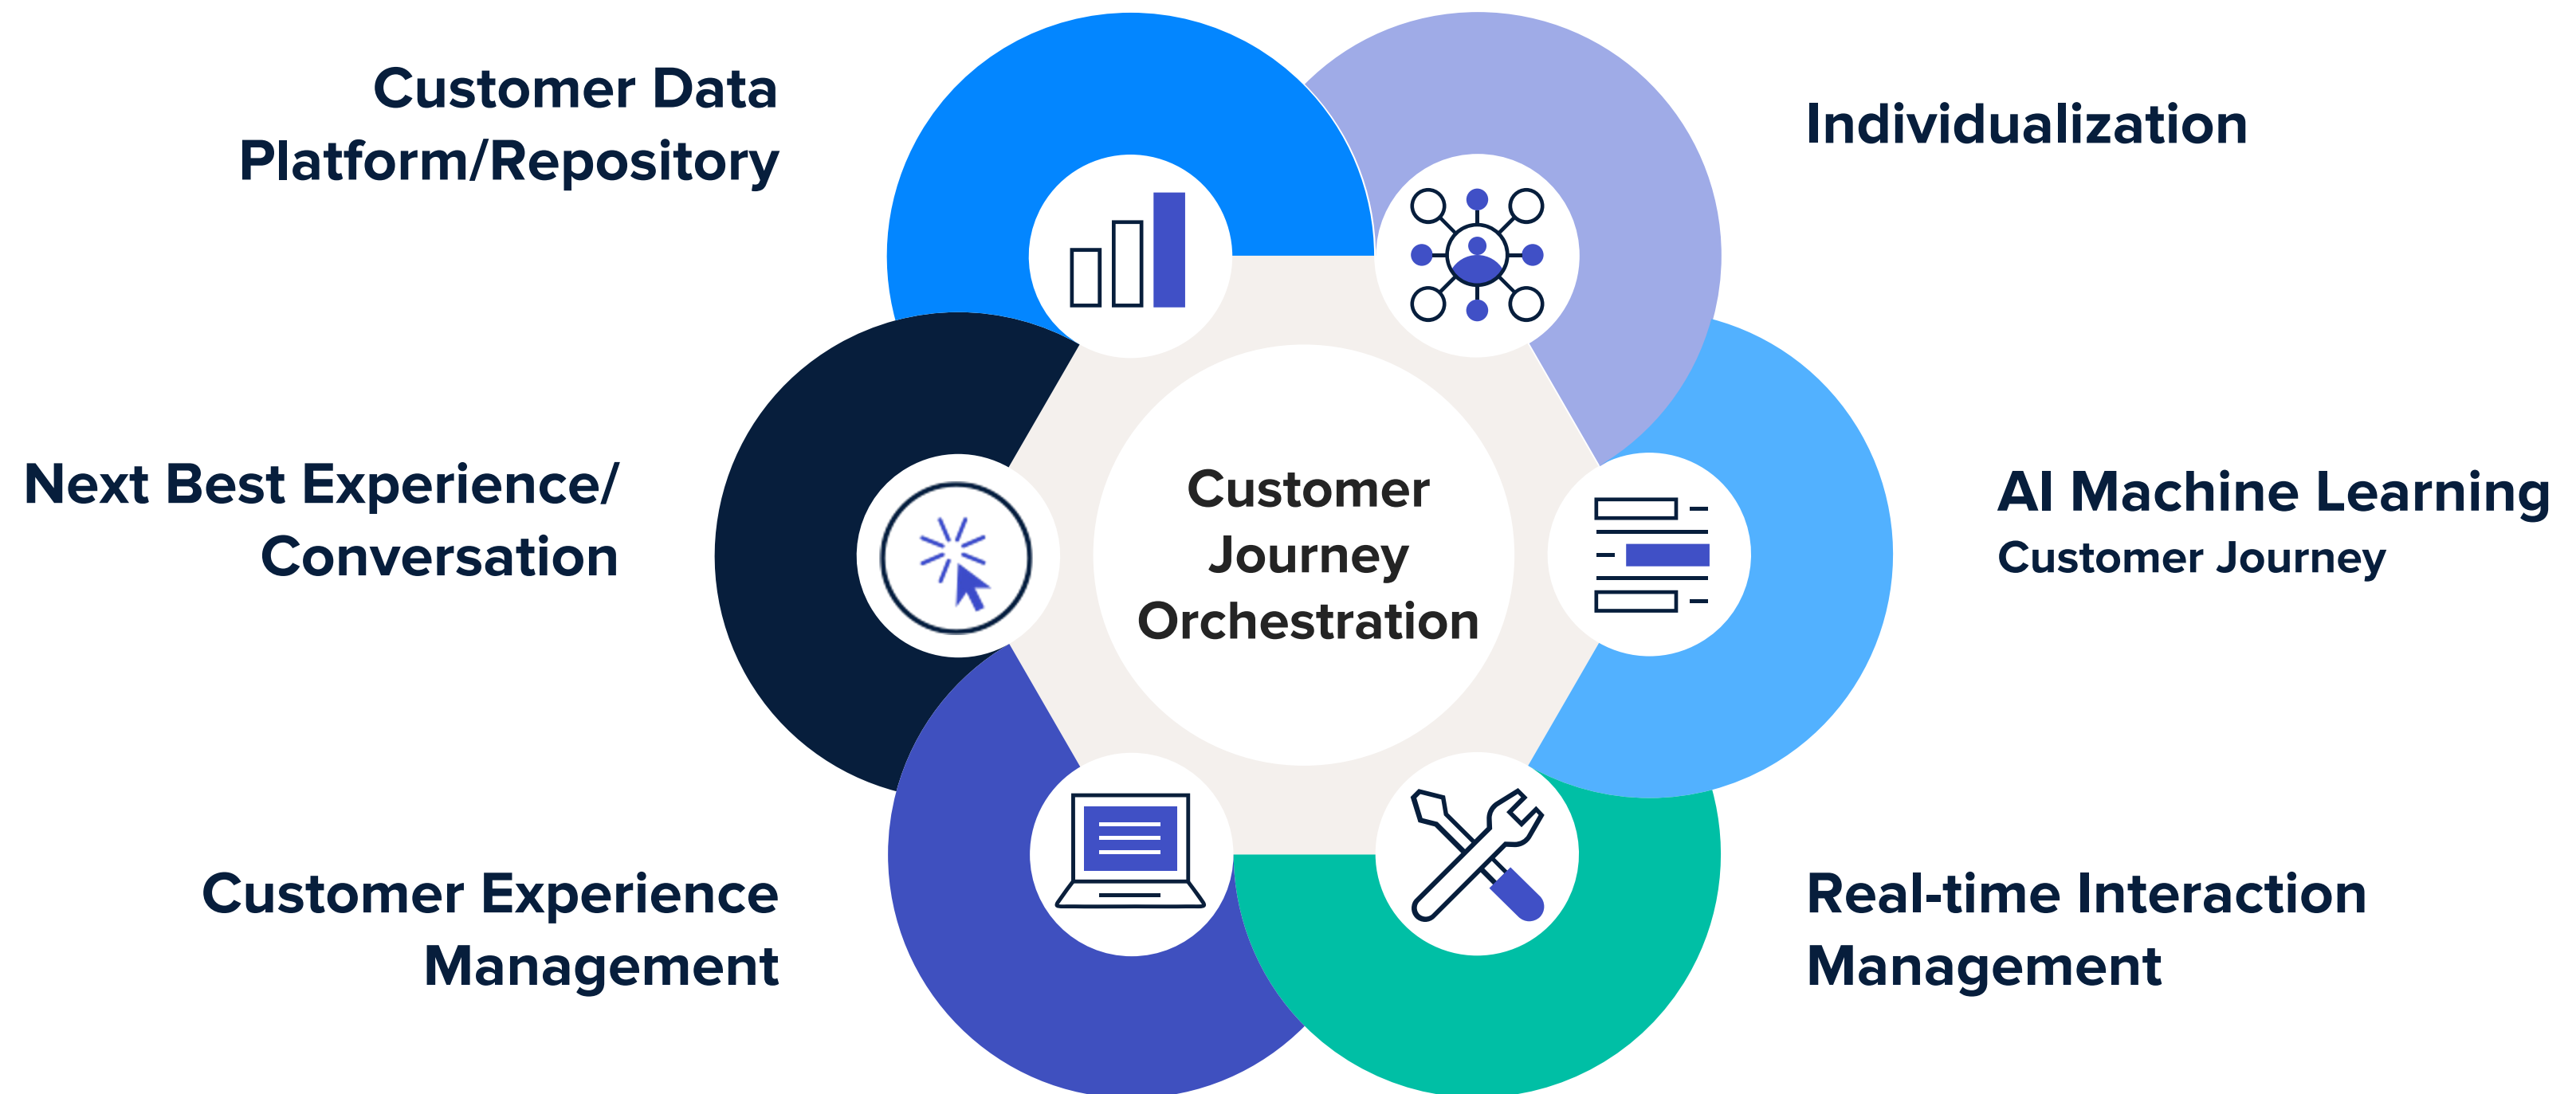 Customer Data
Platform/Repository
Individualization
Next Best Experience/
Conversation
Customer
Journey
Orchestration
AI Machine Learning
Customer Journey
Customer Experience
Management
Real-time Interaction
Management